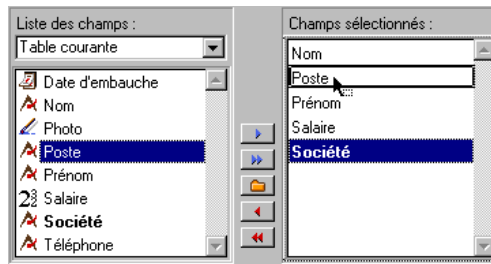 Liste des champs :
Table courante
Date d'embauche
Nom
Photo
Poste
Prénom
Salaire
Société
Téléphone
Champs sélectionnés :
Nom
Poste
Prénom
Salaire
Société